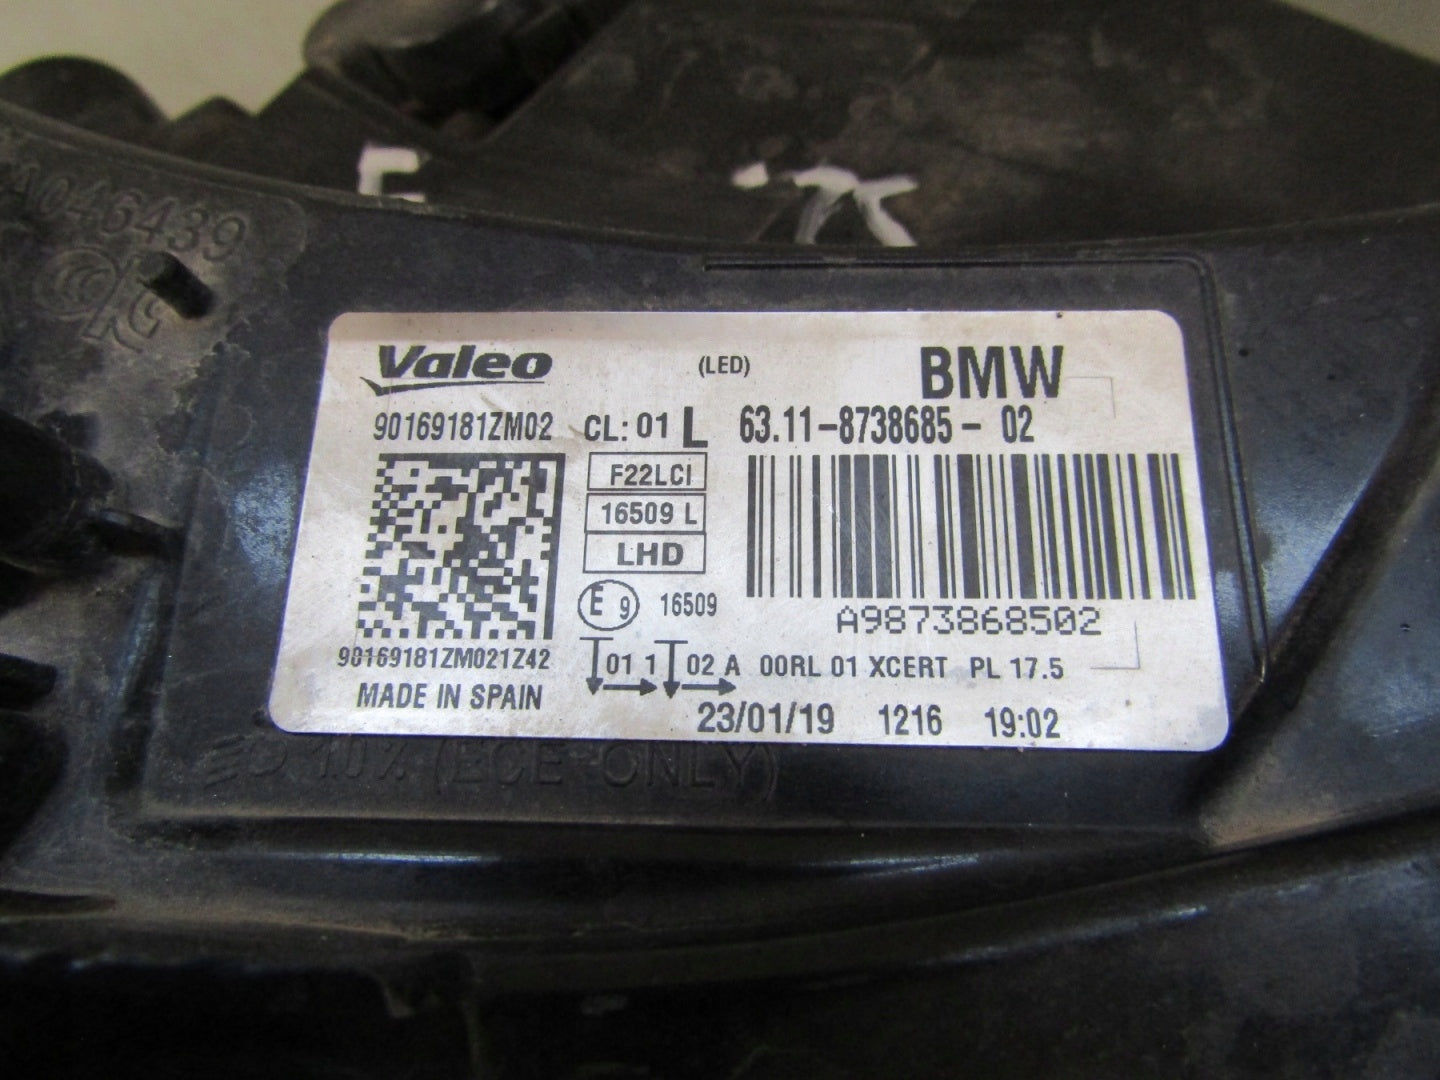 A046439
Valeo (LED) BMW
90169181ZM02 CL: 01 L 63.11-8738685- 02
F22LCI
16509 L
LHD
E 9 16509
A9873868502
90169181ZM021Z42 01 1 02 A 00RL 01 XCERT PL 17.5
MADE IN SPAIN
23/01/19 1216 19:02
1.0% (ECE ONLY)